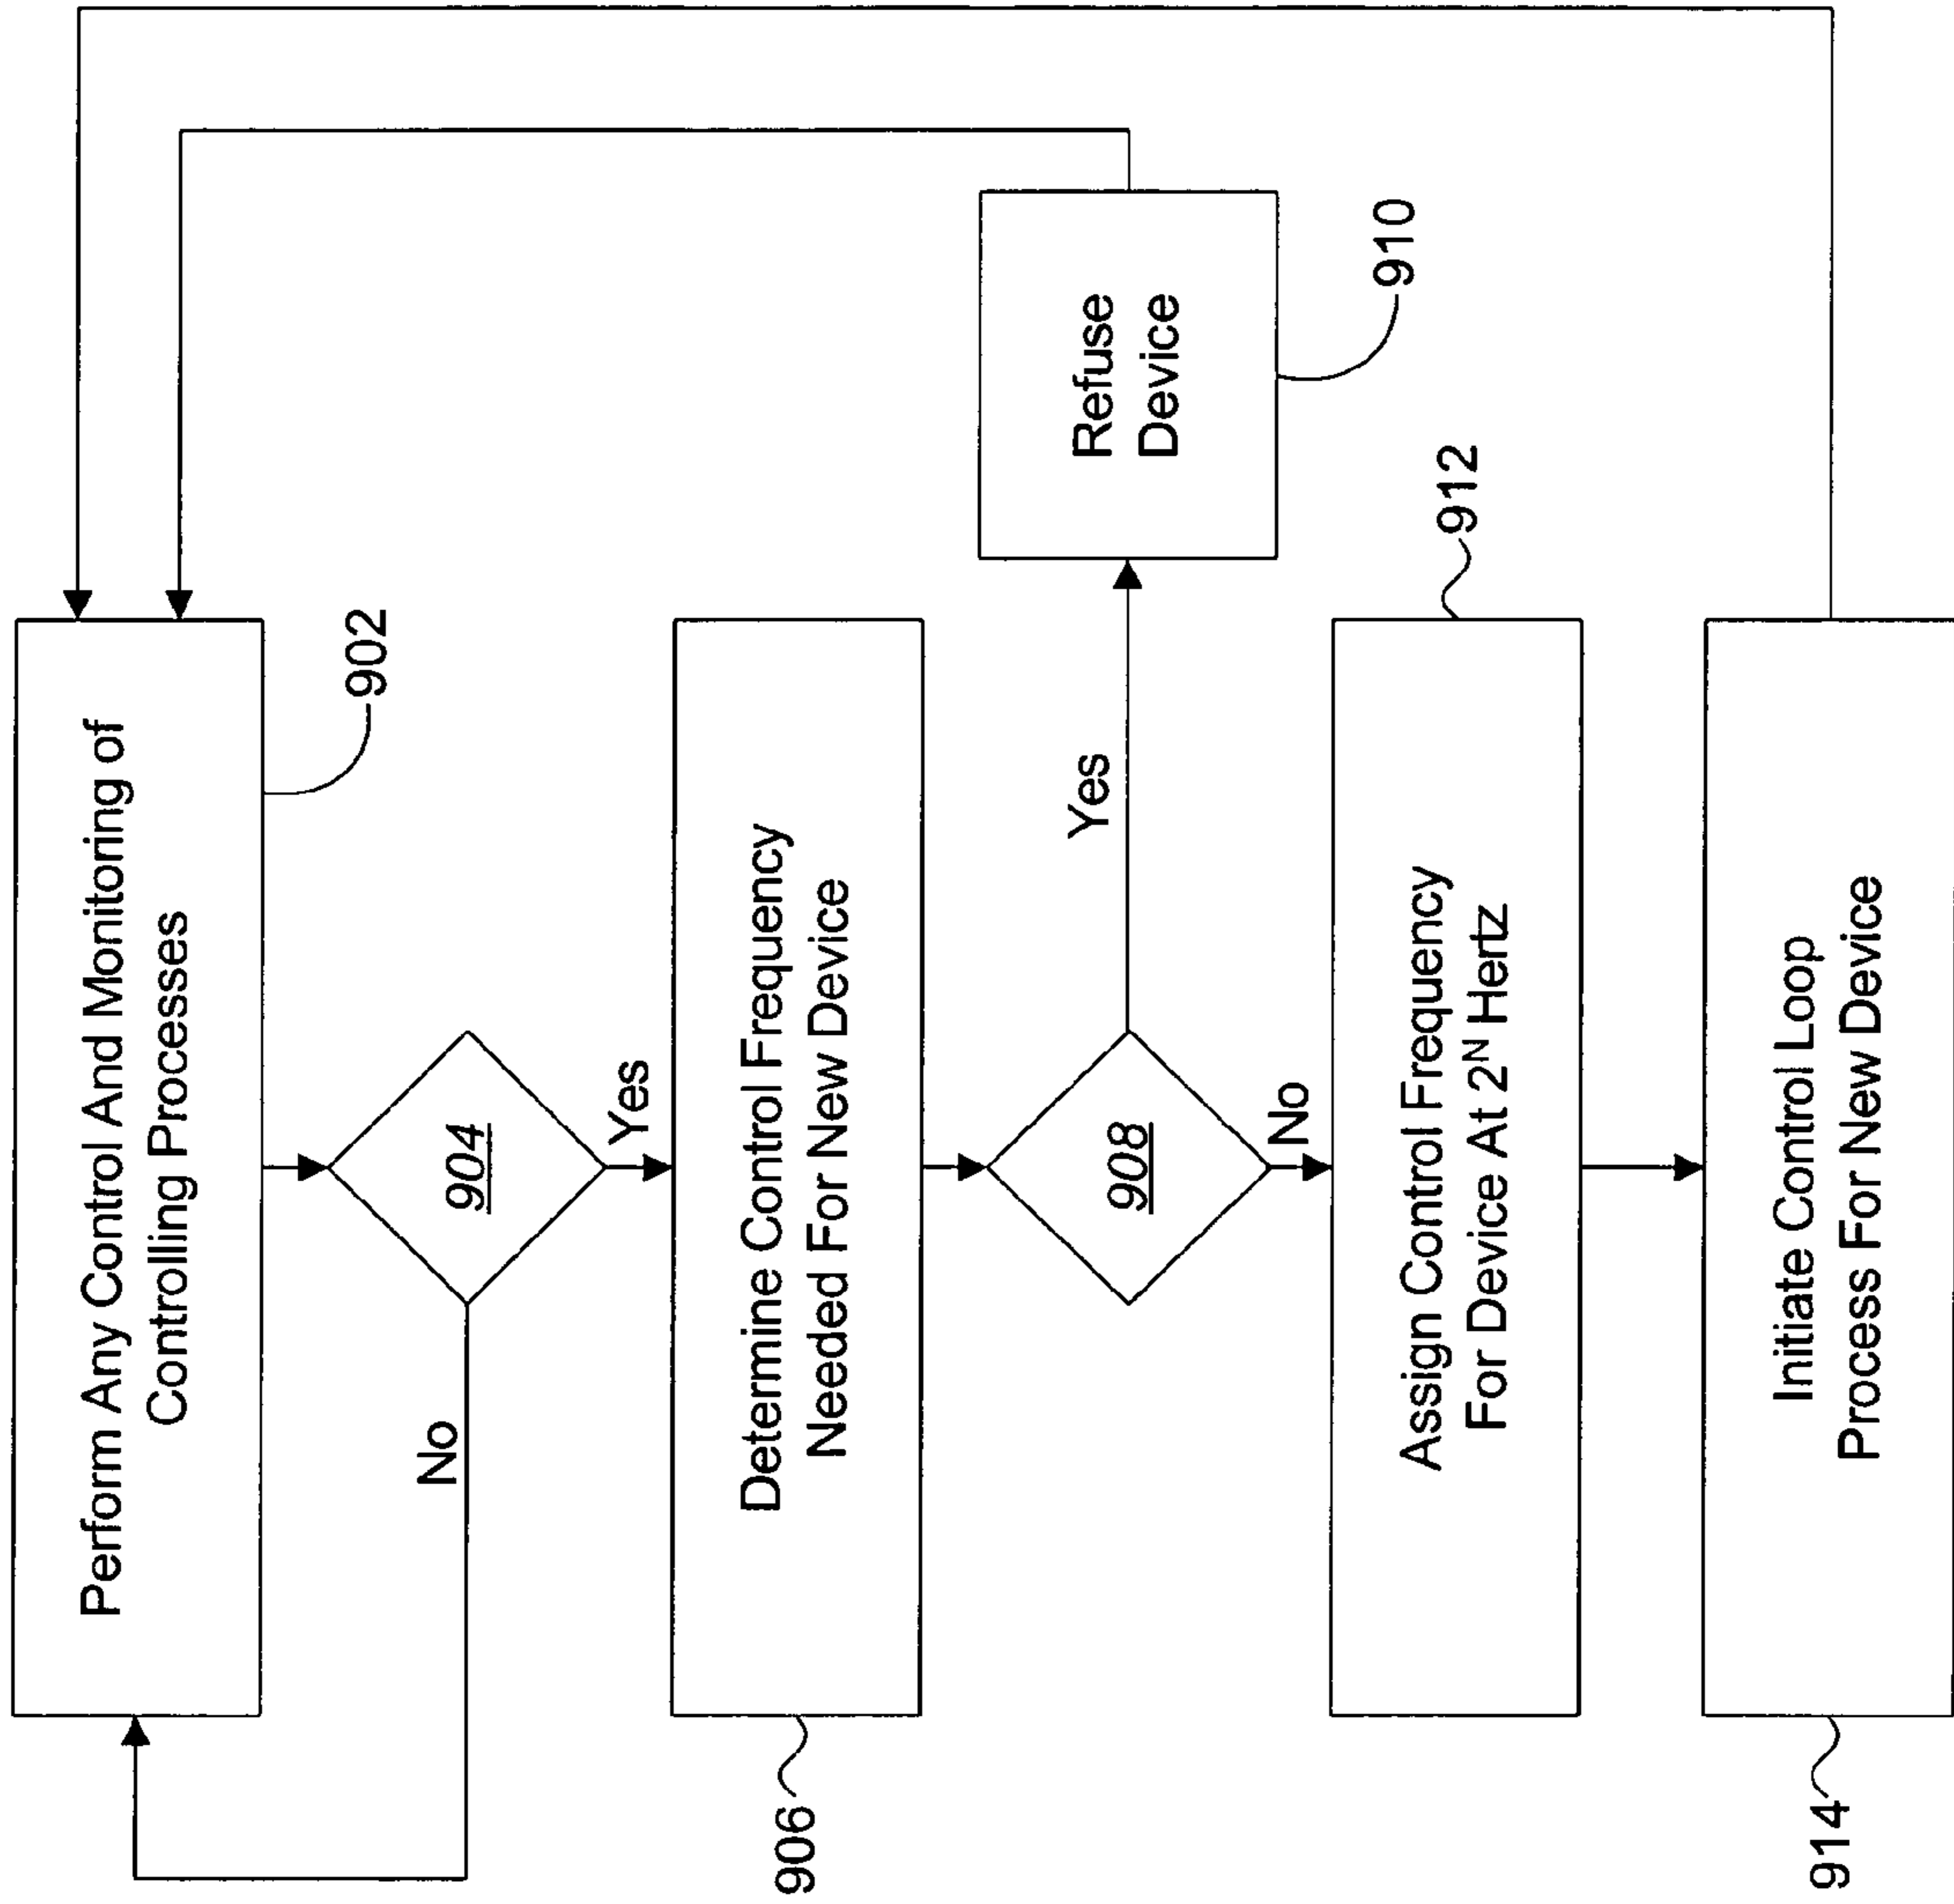 Perform Any Control And Monitoring of
Controlling Processes
902
904
No
Yes
Determine Control Frequency
Needed For New Device
906
908
Yes
Refuse
Device
910
No
Assign Control Frequency
For Device At 2ᴺ Hertz
912
Initiate Control Loop
Process For New Device
914